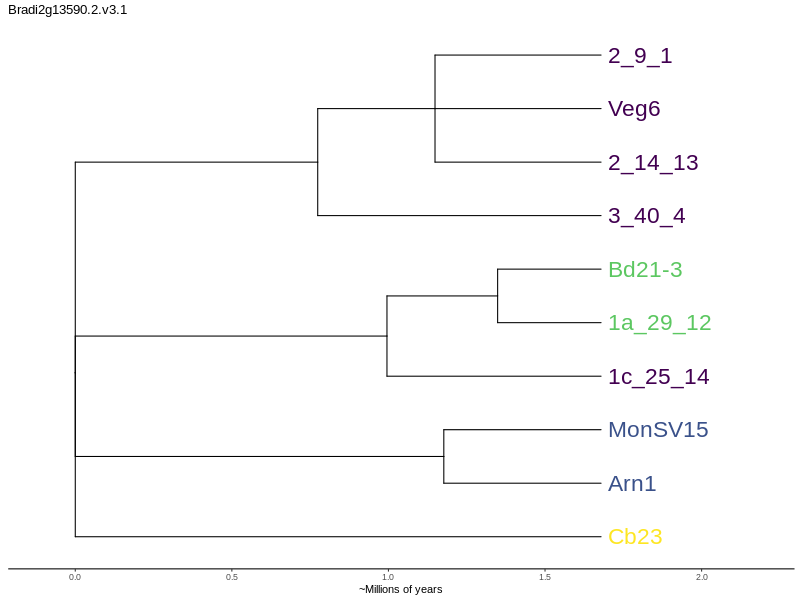 Bradi2g13590.2.v3.1
2_9_1
Veg6
2_14_13
3_40_4
Bd21-3
1a_29_12
1c_25_14
MonSV15
Arn1
Cb23
0.0 0.5 1.0 1.5 2.0
~Millions of years